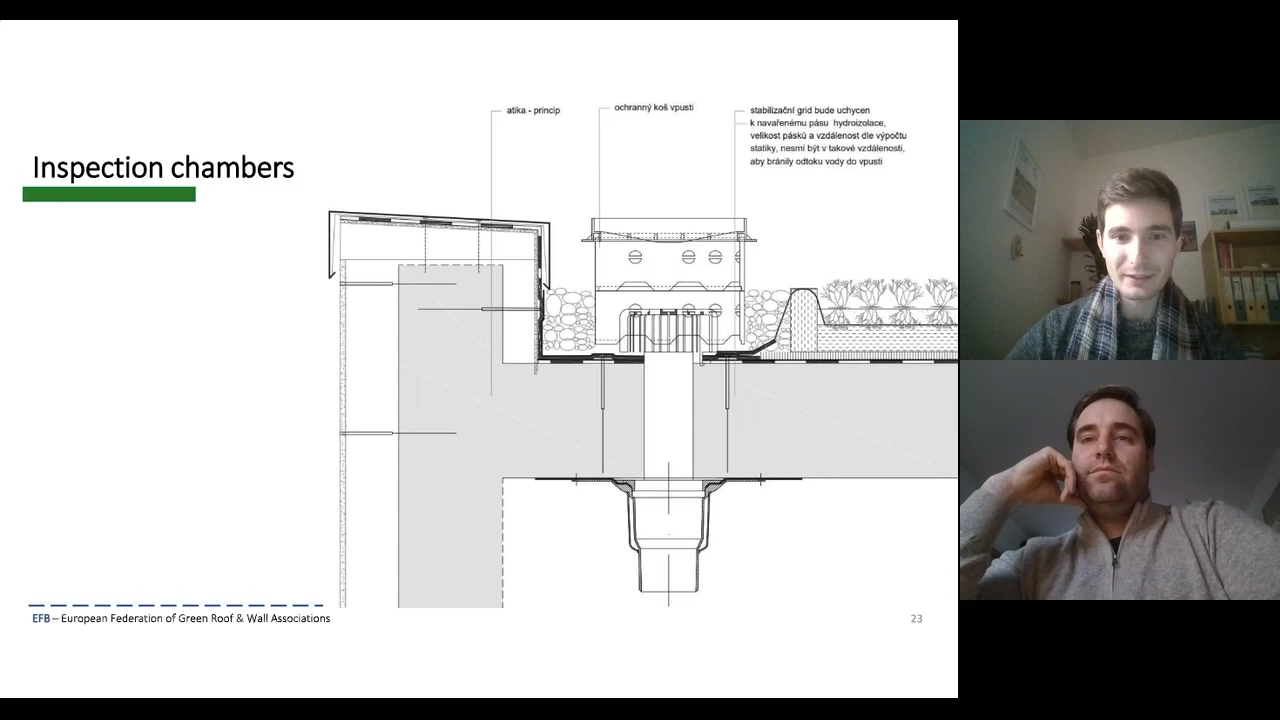 Inspection chambers
atika - princip
ochranný koš vpusti
stabilizační grid bude uchycen
k navařenému pásu hydroizolace,
velikost pásků a vzdálenost dle výpočtu
statiky, nesmí být v takové vzdálenosti,
aby bránily odtoku vody do vpusti
EFB – European Federation of Green Roof & Wall Associations
23